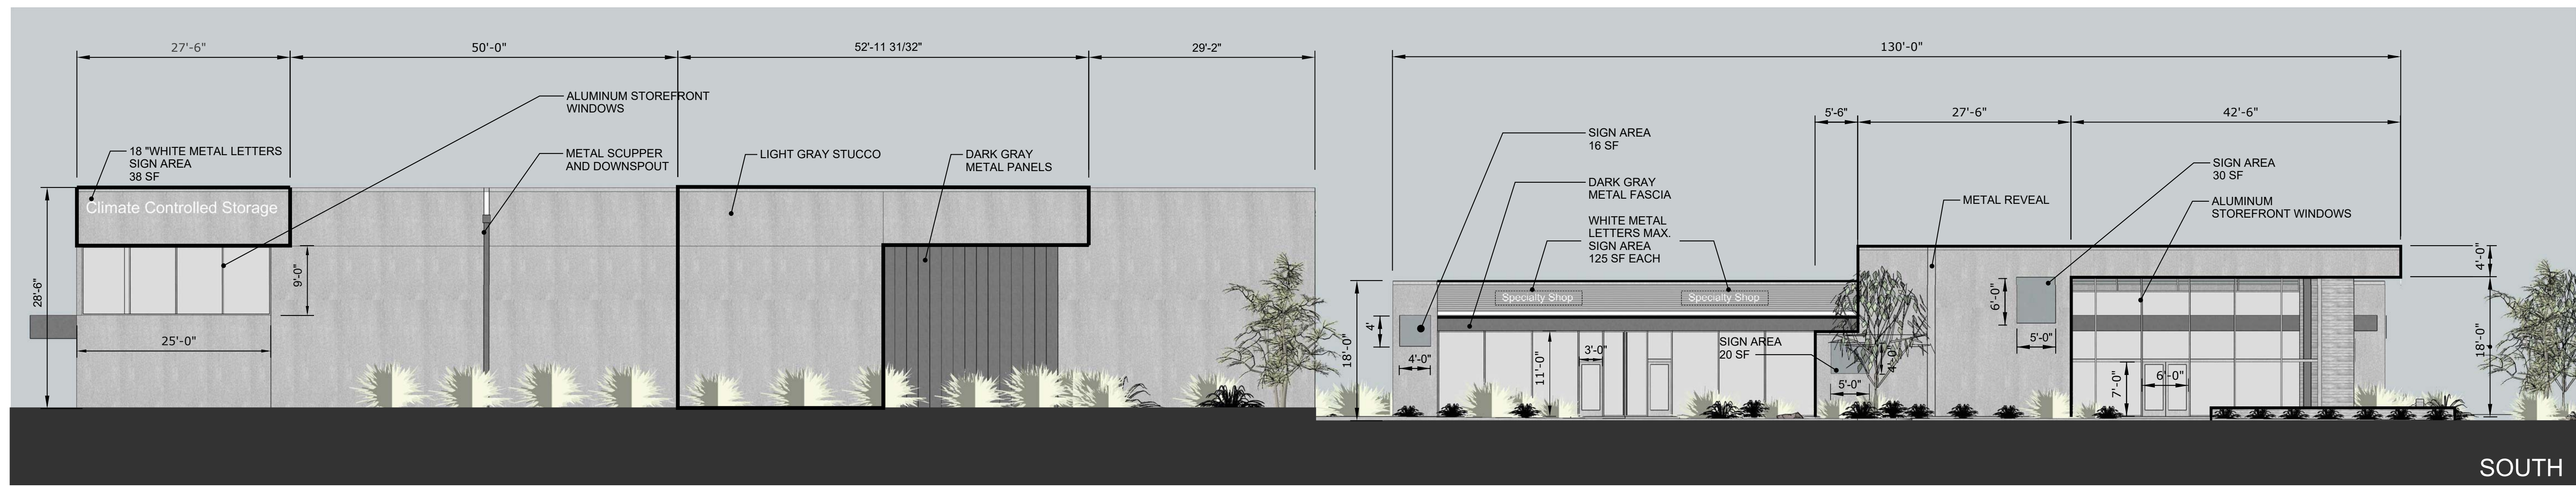 27'-6"
50'-0"
52'-11 31/32"
29'-2"
130'-0"
ALUMINUM STOREFRONT
WINDOWS
5'-6"
27'-6"
42'-6"
18 "WHITE METAL LETTERS
SIGN AREA
38 SF
METAL SCUPPER
AND DOWNSPOUT
LIGHT GRAY STUCCO
DARK GRAY
METAL PANELS
SIGN AREA
16 SF
DARK GRAY
METAL FASCIA
WHITE METAL
LETTERS MAX.
SIGN AREA
125 SF EACH
METAL REVEAL
SIGN AREA
30 SF
ALUMINUM
STOREFRONT WINDOWS
Climate Controlled Storage
28'-6"
9'-0"
25'-0"
Specialty Shop
Specialty Shop
4'
4'-0"
18'-0"
11'-0"
3'-0"
SIGN AREA
20 SF
4'-0"
5'-0"
6'-0"
5'-0"
7'-0"
6'-0"
4'-0"
18'-0"
SOUTH